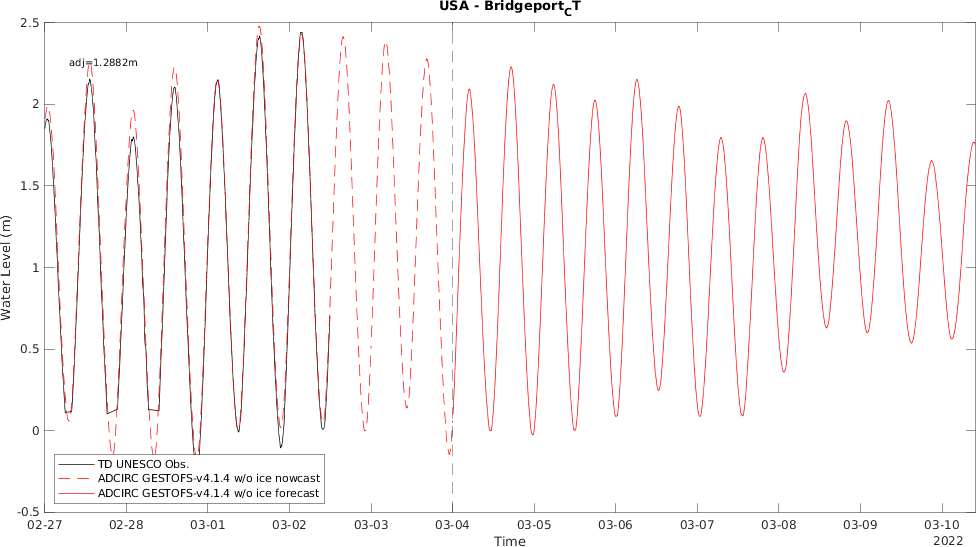 USA - Bridgeport_CT
2.5
2
1.5
1
0.5
0
-0.5
Water Level (m)
adj=1.2882m
TD UNESCO Obs.
ADCIRC GESTOFS-v4.1.4 w/o ice nowcast
ADCIRC GESTOFS-v4.1.4 w/o ice forecast
02-27 02-28 03-01 03-02 03-03 03-04 03-05 03-06 03-07 03-08 03-09 03-10
Time 2022